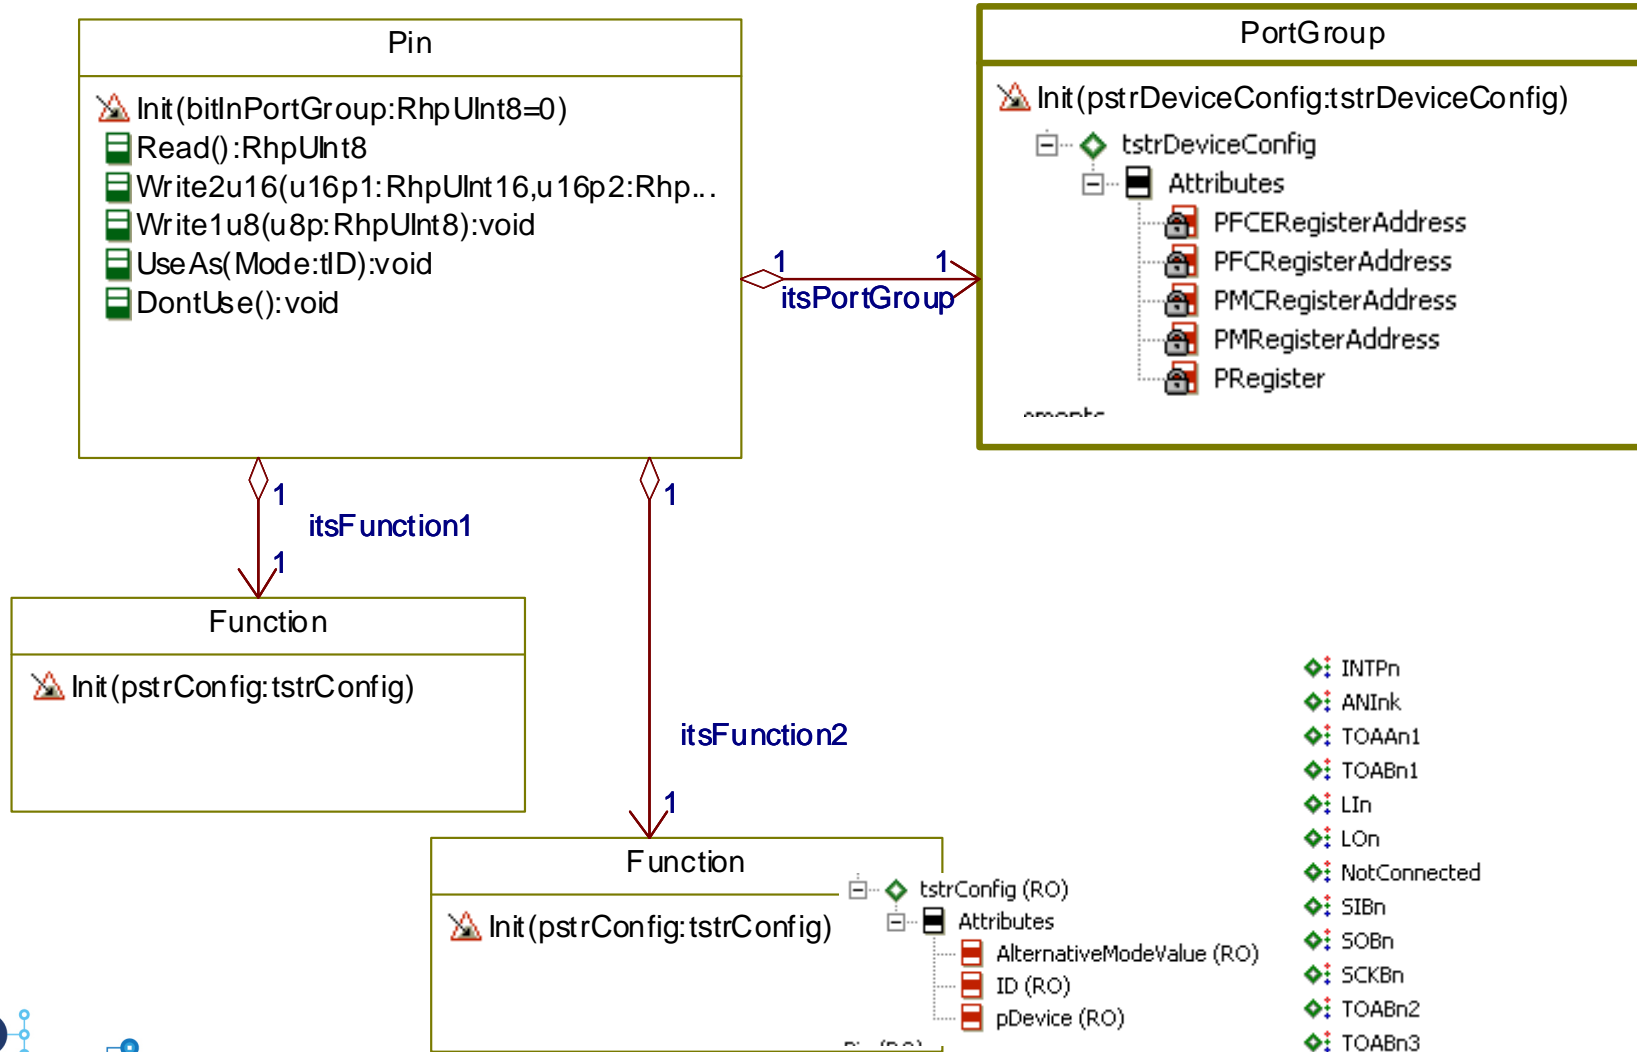 Pin
Init(bitInPortGroup:RhpUInt8=0)
Read():RhpUInt8
Write2u16(u16p1:RhpUInt16,u16p2:Rhp...
Write1u8(u8p:RhpUInt8):void
UseAs(Mode:tID):void
DontUse():void
PortGroup
Init(pstrDeviceConfig:tstrDeviceConfig)
tstrDeviceConfig
Attributes
PFCERegisterAddress
PFCRegisterAddress
PMCRegisterAddress
PMRegisterAddress
PRegister
1 1
itsPortGroup
1
itsFunction1
1
1
itsFunction2
1
Function
Init(pstrConfig:tstrConfig)
Function
Init(pstrConfig:tstrConfig)
tstrConfig (RO)
Attributes
AlternativeModeValue (RO)
ID (RO)
pDevice (RO)
INTPn
ANInk
TOAAn1
TOABn1
LIn
LOn
NotConnected
SIBn
SOBn
SCKBn
TOABn2
TOABn3